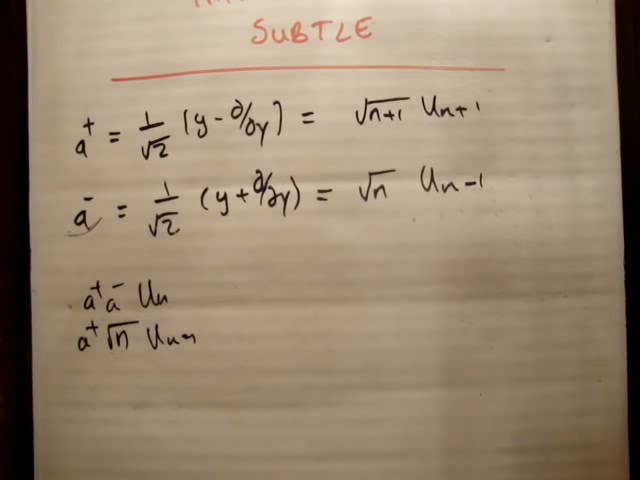 SUBTLE
a⁺ = 1/√2 (y - ∂/∂y) = √n+1 Un+1
a⁻ = 1/√2 (y + ∂/∂y) = √n Un-1
a⁺ a⁻ Un
a⁺ √n Un-1